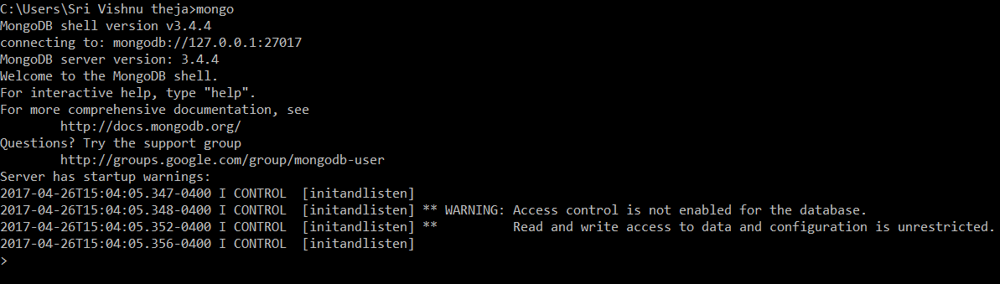 C:\Users\Sri Vishnu theja>mongo
MongoDB shell version v3.4.4
connecting to: mongodb://127.0.0.1:27017
MongoDB server version: 3.4.4
Welcome to the MongoDB shell.
For interactive help, type "help".
For more comprehensive documentation, see
        http://docs.mongodb.org/
Questions? Try the support group
        http://groups.google.com/group/mongodb-user
Server has startup warnings:
2017-04-26T15:04:05.347-0400 I CONTROL  [initandlisten]
2017-04-26T15:04:05.348-0400 I CONTROL  [initandlisten] ** WARNING: Access control is not enabled for the database.
2017-04-26T15:04:05.352-0400 I CONTROL  [initandlisten] **          Read and write access to data and configuration is unrestricted.
2017-04-26T15:04:05.356-0400 I CONTROL  [initandlisten]
>